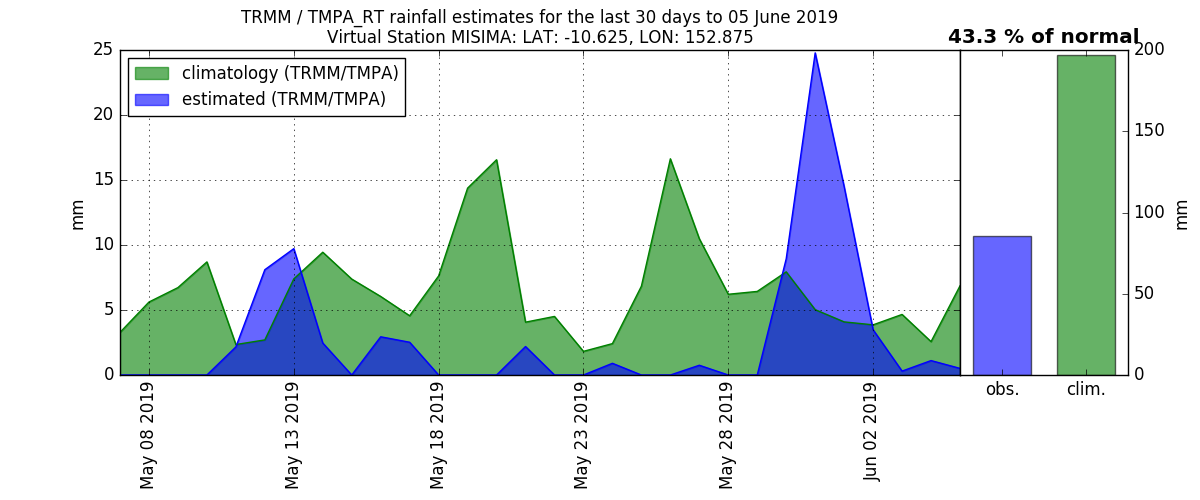 TRMM / TMPA_RT rainfall estimates for the last 30 days to 05 June 2019
Virtual Station MISIMA: LAT: -10.625, LON: 152.875
43.3 % of normal
climatology (TRMM/TMPA)
estimated (TRMM/TMPA)
25
20
15
10
5
0
mm
May 08 2019
May 13 2019
May 18 2019
May 23 2019
May 28 2019
Jun 02 2019
obs.
clim.
200
150
100
50
0
mm